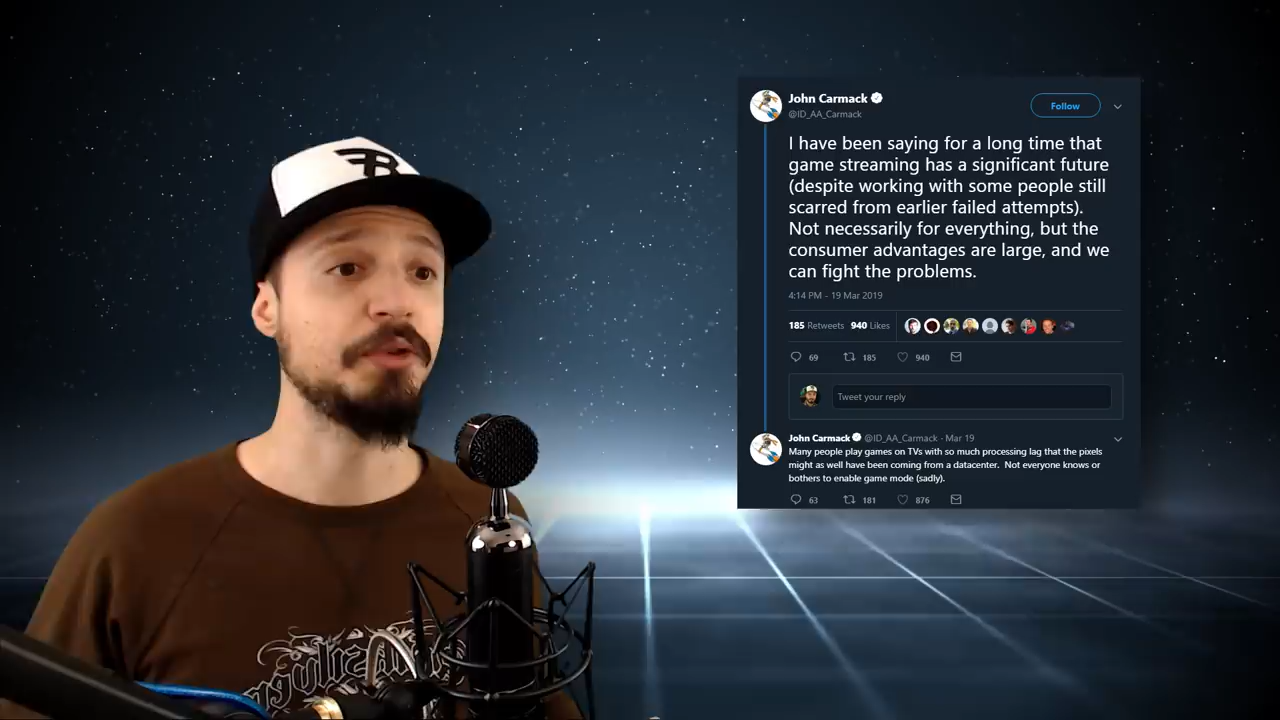 John Carmack
@ID_AA_Carmack
Follow
I have been saying for a long time that
game streaming has a significant future
(despite working with some people still
scarred from earlier failed attempts).
Not necessarily for everything, but the
consumer advantages are large, and we
can fight the problems.
4:14 PM - 19 Mar 2019
185 Retweets 940 Likes
69 185 940
Tweet your reply
John Carmack @ID_AA_Carmack · Mar 19
Many people play games on TVs with so much processing lag that the pixels
might as well have been coming from a datacenter. Not everyone knows or
bothers to enable game mode (sadly).
63 181 876